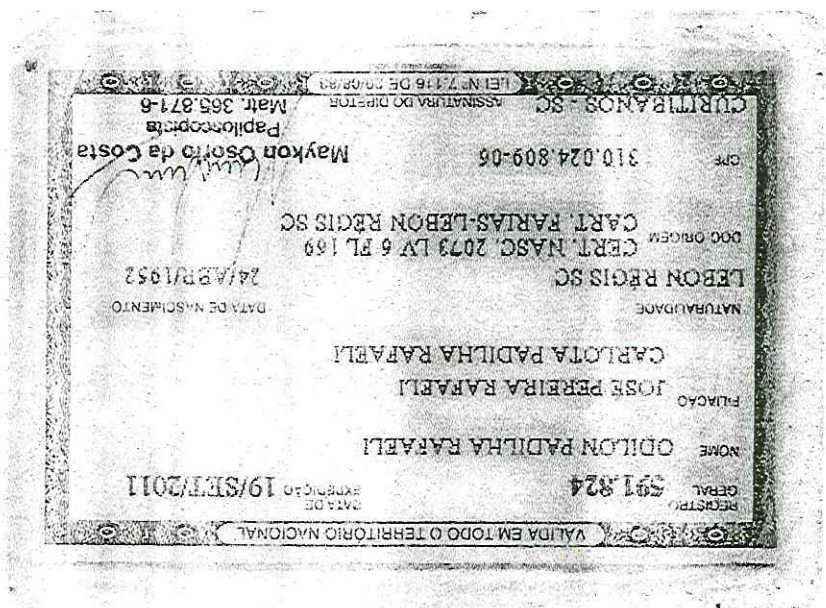 VALIDA EM TODO O TERRITORIO NACIONAL
REGISTRO GERAL 591.824 DATA DE EXPEDIÇÃO 19/SET/2011
NOME ODILON PADILHA RAFAELI
FILIAÇÃO JOSE PEREIRA RAFAELI
CARLOTA PADILHA RAFAELI
NATURALIDADE DATA DE NASCIMENTO
LEBON REGIS SC 24/ABR/1952
DOC ORIGEM CERT. NASC. 2073 LV 6 FL 169
CART. FARIAS-LEBON REGIS SC
CPF 310.024.809-06
Maykon Osorio da Costa
Papiloscopista
Matr. 365.871-6
CURITIBANOS - SC ASSINATURA DO DIRETOR
LEI Nº 7.116 DE 29/08/83